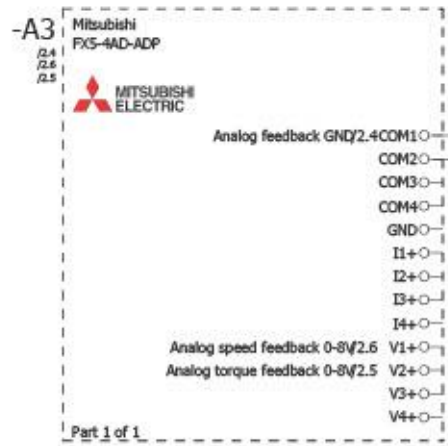 -A3
/2.4
/2.6
/2.5
Mitsubishi
FX5-4AD-ADP
MITSUBISHI
ELECTRIC
Analog feedback GND/2.4 COM1
COM2
COM3
COM4
GND
I1+
I2+
I3+
I4+
Analog speed feedback 0-8V/2.6 V1+
Analog torque feedback 0-8V/2.5 V2+
V3+
V4+
Part 1 of 1